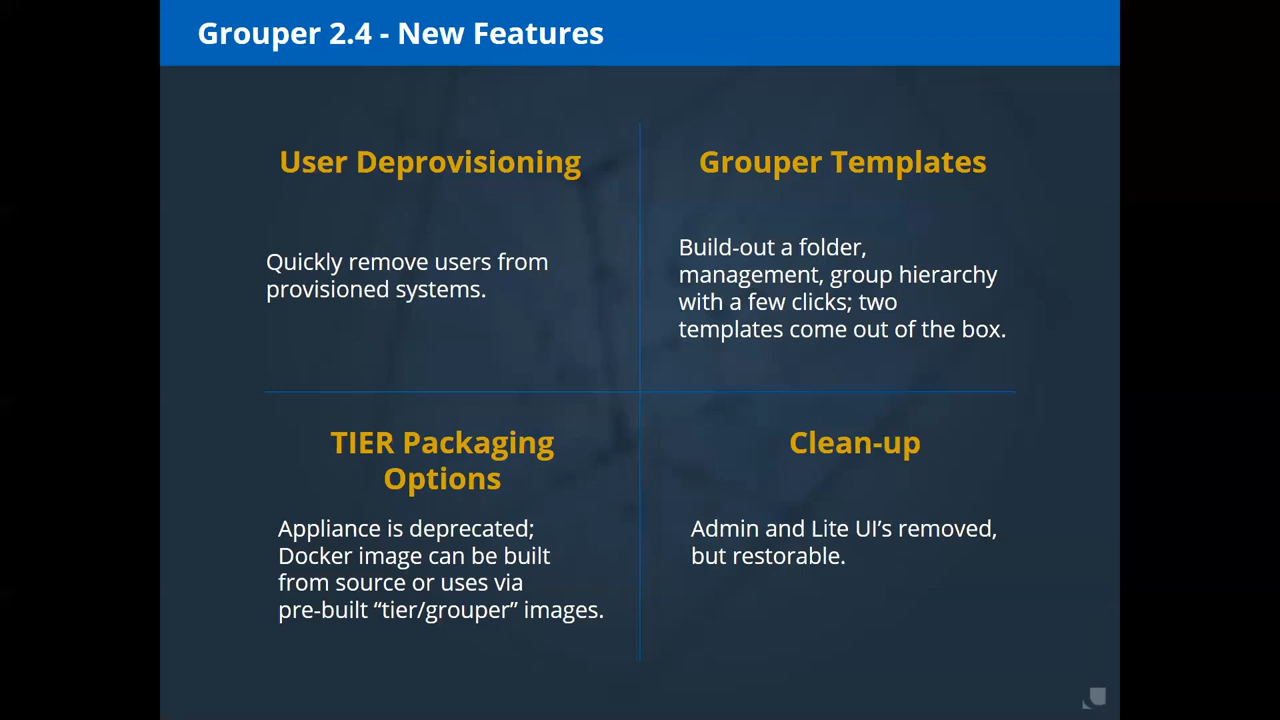 Grouper 2.4 - New Features
User Deprovisioning
Quickly remove users from
provisioned systems.
Grouper Templates
Build-out a folder,
management, group hierarchy
with a few clicks; two
templates come out of the box.
TIER Packaging
Options
Appliance is deprecated;
Docker image can be built
from source or uses via
pre-built “tier/grouper” images.
Clean-up
Admin and Lite UI’s removed,
but restorable.